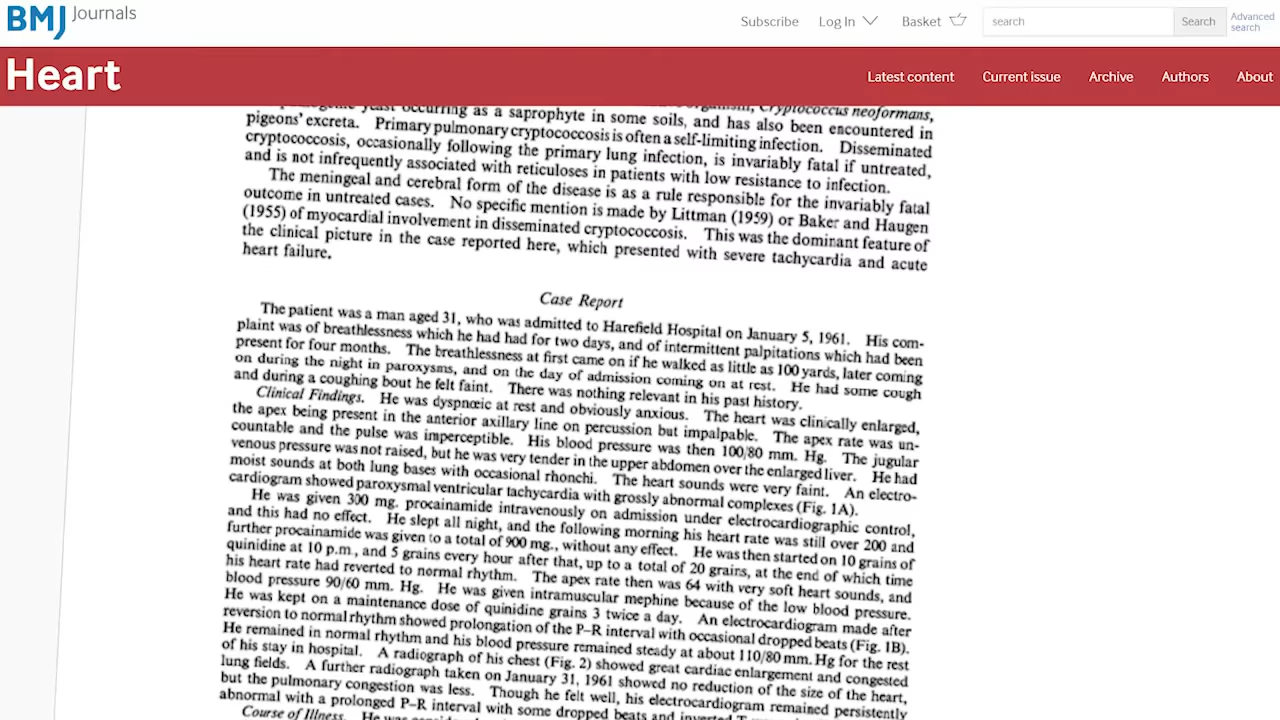 BMJ Journals
Subscribe Log In Basket search Search Advanced search
Heart
Latest content Current issue Archive Authors About
yeast occurring as a saprophyte in some soils, and has also been encountered in
Cryptococcus neoformans,
pigeons' excreta. Primary pulmonary cryptococcosis is often a self-limiting infection. Disseminated
cryptococcosis, occasionally following the primary lung infection, is invariably fatal if untreated,
and is not infrequently associated with reticuloses in patients with low resistance to infection.
The meningeal and cerebral form of the disease is as a rule responsible for the invariably fatal
outcome in untreated cases. No specific mention is made by Littman (1959) or Baker and Haugen
(1955) of myocardial involvement in disseminated cryptococcosis. This was the dominant feature of
the clinical picture in the case reported here, which presented with severe tachycardia and acute
heart failure.
Case Report
The patient was a man aged 31, who was admitted to Harefield Hospital on January 5, 1961. His com-
plaint was of breathlessness which he had had for two days, and of intermittent palpitations which had been
present for four months. The breathlessness at first came on if he walked as little as 100 yards, later coming
on during the night in paroxysms, and on the day of admission coming on at rest. He had some cough
and during a coughing bout he felt faint. There was nothing relevant in his past history.
Clinical Findings. He was dyspnœic at rest and obviously anxious. The heart was clinically enlarged,
the apex being present in the anterior axillary line on percussion but impalpable. The apex rate was un-
countable and the pulse was imperceptible. His blood pressure was then 100/80 mm. Hg. The jugular
venous pressure was not raised, but he was very tender in the upper abdomen over the enlarged liver. He had
moist sounds at both lung bases with occasional rhonchi. The heart sounds were very faint. An electro-
cardiogram showed paroxysmal ventricular tachycardia with grossly abnormal complexes (Fig. 1A).
He was given 300 mg. procainamide intravenously on admission under electrocardiographic control,
and this had no effect. He slept all night, and the following morning his heart rate was still over 200 and
further procainamide was given to a total of 900 mg., without any effect. He was then started on 10 grains of
quinidine at 10 p.m., and 5 grains every hour after that, up to a total of 20 grains, at the end of which time
his heart rate had reverted to normal rhythm. The apex rate then was 64 with very soft heart sounds, and
blood pressure 90/60 mm. Hg. He was given intramuscular mephine because of the low blood pressure.
He was kept on a maintenance dose of quinidine grains 3 twice a day. An electrocardiogram made after
reversion to normal rhythm showed prolongation of the P–R interval with occasional dropped beats (Fig. 1B).
He remained in normal rhythm and his blood pressure remained steady at about 110/80 mm. Hg for the rest
of his stay in hospital. A radiograph of his chest (Fig. 2) showed great cardiac enlargement and congested
lung fields. A further radiograph taken on January 31, 1961 showed no reduction of the size of the heart,
but the pulmonary congestion was less. Though he felt well, his electrocardiogram remained persistently
abnormal with a prolonged P–R interval with some dropped beats and inverted T
Course of Illness. He was